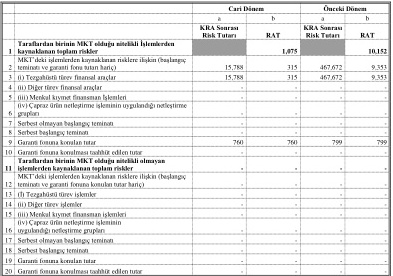 Cari Dönem Önceki Dönem
a b a b
KRA Sonrası Risk Tutarı RAT KRA Sonrası Risk Tutarı RAT
1 Taraflardan birinin MKT olduğu nitelikli İşlemlerden kaynaklanan toplam riskler 1,075 10,152
2 MKT'deki işlemlerden kaynaklanan risklere ilişkin (başlangıç teminatı ve garanti fonu tutarı hariç) 15,788 315 467,672 9,353
3 (i) Tezgahüstü türev finansal araçlar 15,788 315 467,672 9,353
4 (ii) Diğer türev finansal araçlar - - - -
5 (iii) Menkul kıymet finansman İşlemleri - - - -
6 (iv) Çapraz ürün netleştirme işleminin uygulandığı netleştirme grupları - - - -
7 Serbest olmayan başlangıç teminatı - - - -
8 Serbest başlangıç teminatı - - - -
9 Garanti fonuna konulan tutar 760 760 799 799
10 Garanti fonuna konulması taahhüt edilen tutar - - - -
11 Taraflardan birinin MKT olduğu nitelikli olmayan işlemlerden kaynaklanan toplam riskler - - - -
12 MKT'deki işlemlerden kaynaklanan risklere ilişkin (başlangıç teminatı ve garanti fonuna konulan tutar hariç) - - - -
13 (I) Tezgahüstü türev işlemler - - - -
14 (ii) Diğer türev işlemler - - - -
15 (iii) Menkul kıymet finansman işlemleri - - - -
16 (iv) Çapraz ürün netleştirme işleminin uygulandığı netleştirme grupları - - - -
17 Serbest olmayan başlangıç teminatı - - - -
18 Serbest başlangıç teminatı - - - -
19 Garanti fonuna konulan tutar - - - -
20 Garanti fonuna konulması taahhüt edilen tutar - - - -